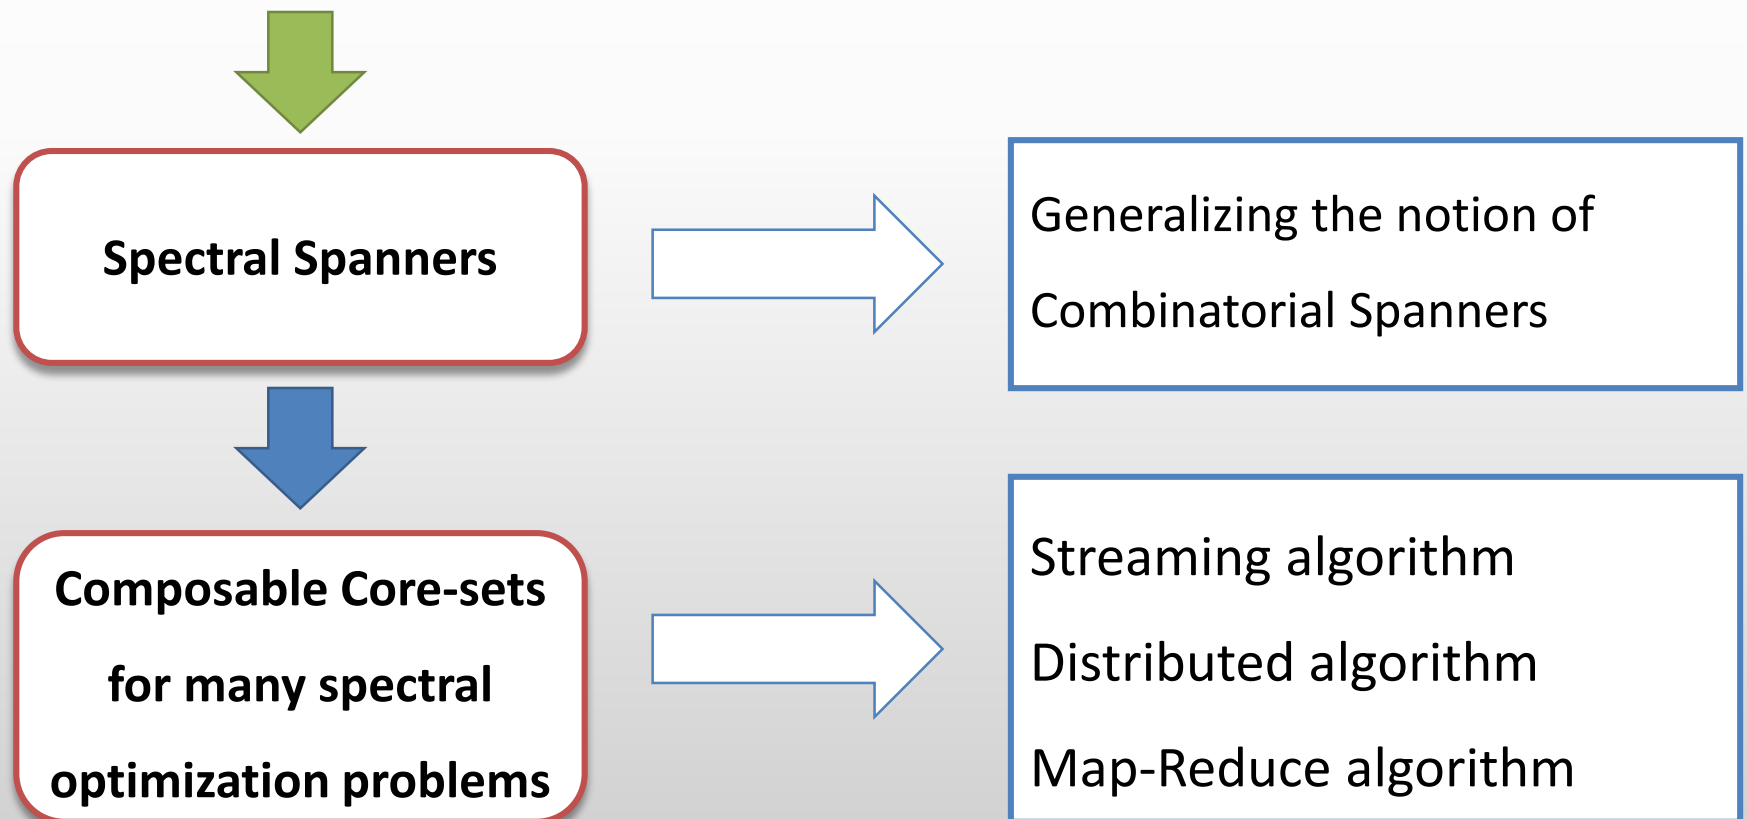 Spectral Spanners
Generalizing the notion of
Combinatorial Spanners
Composable Core-sets
for many spectral
optimization problems
Streaming algorithm
Distributed algorithm
Map-Reduce algorithm